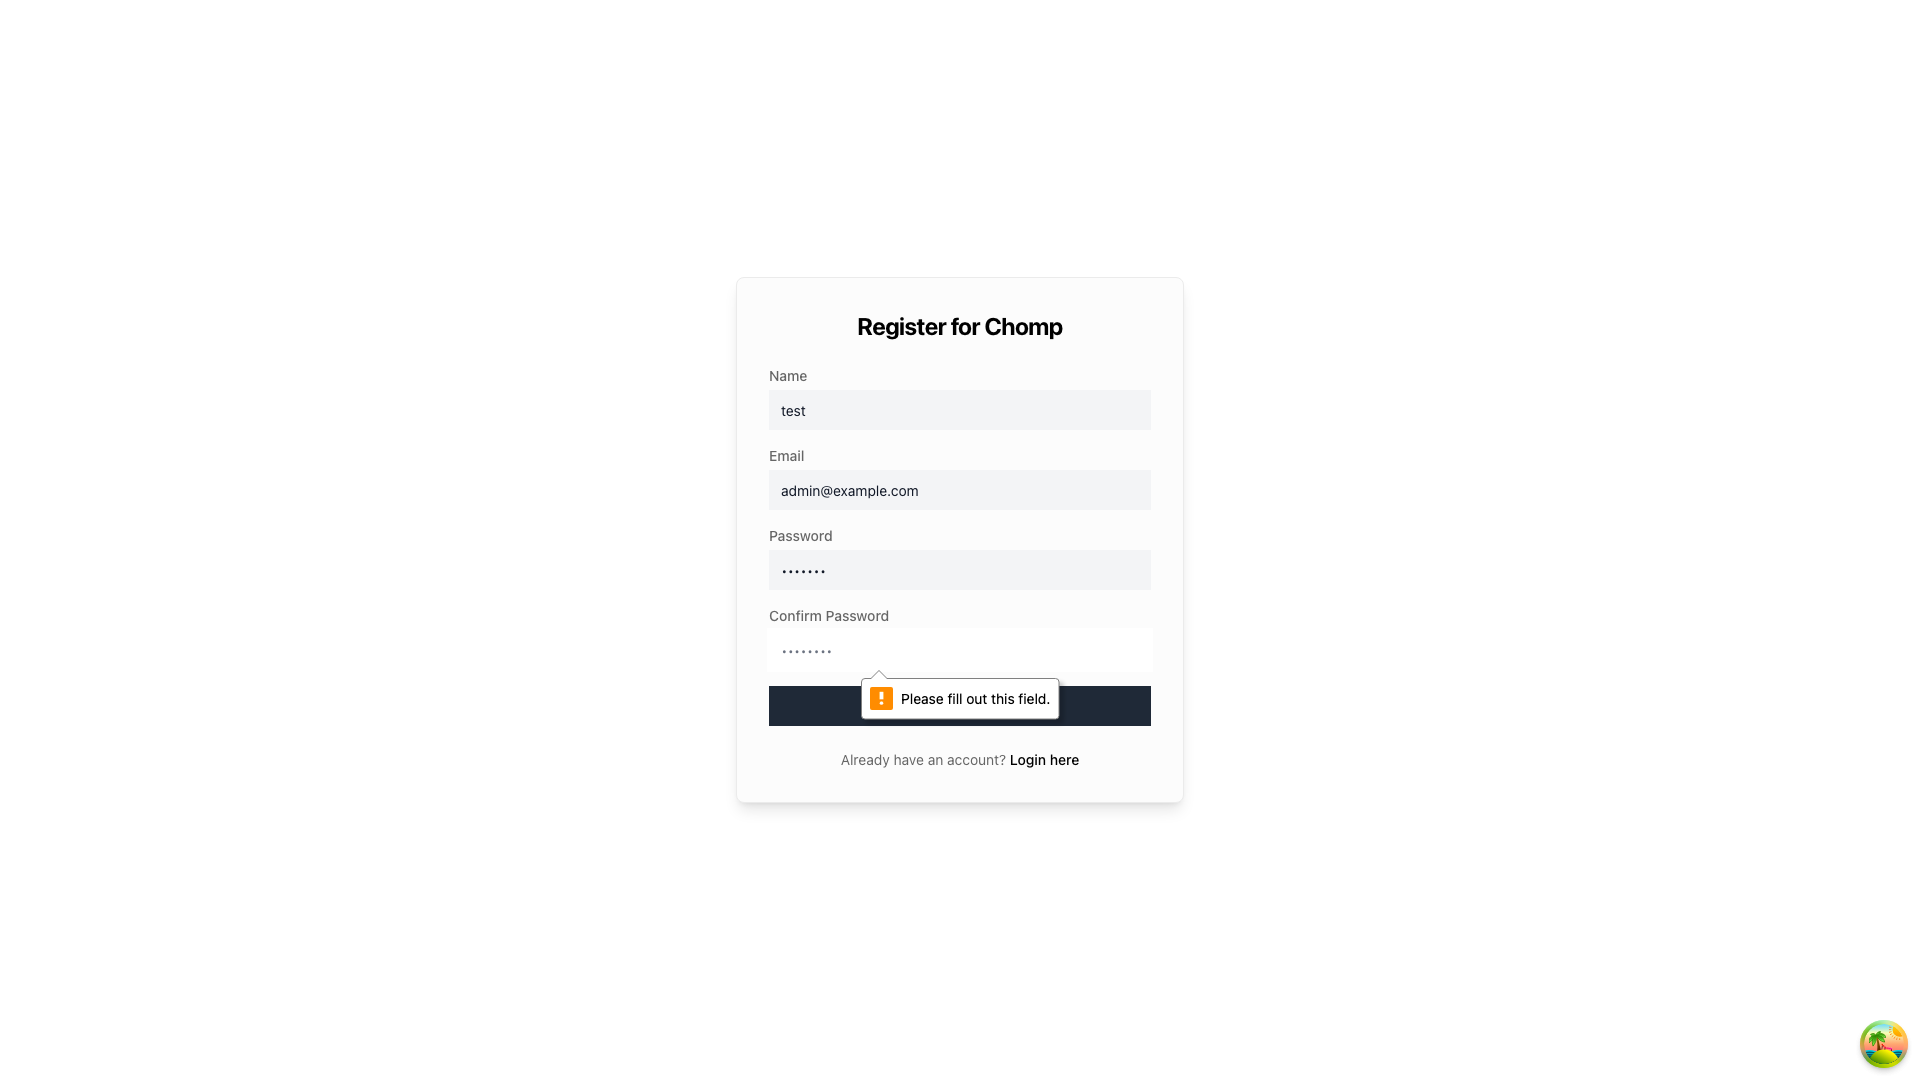 Register for Chomp
Name
test
Email
admin@example.com
Password
•••••••
Confirm Password
••••••••
Please fill out this field.
Already have an account? Login here